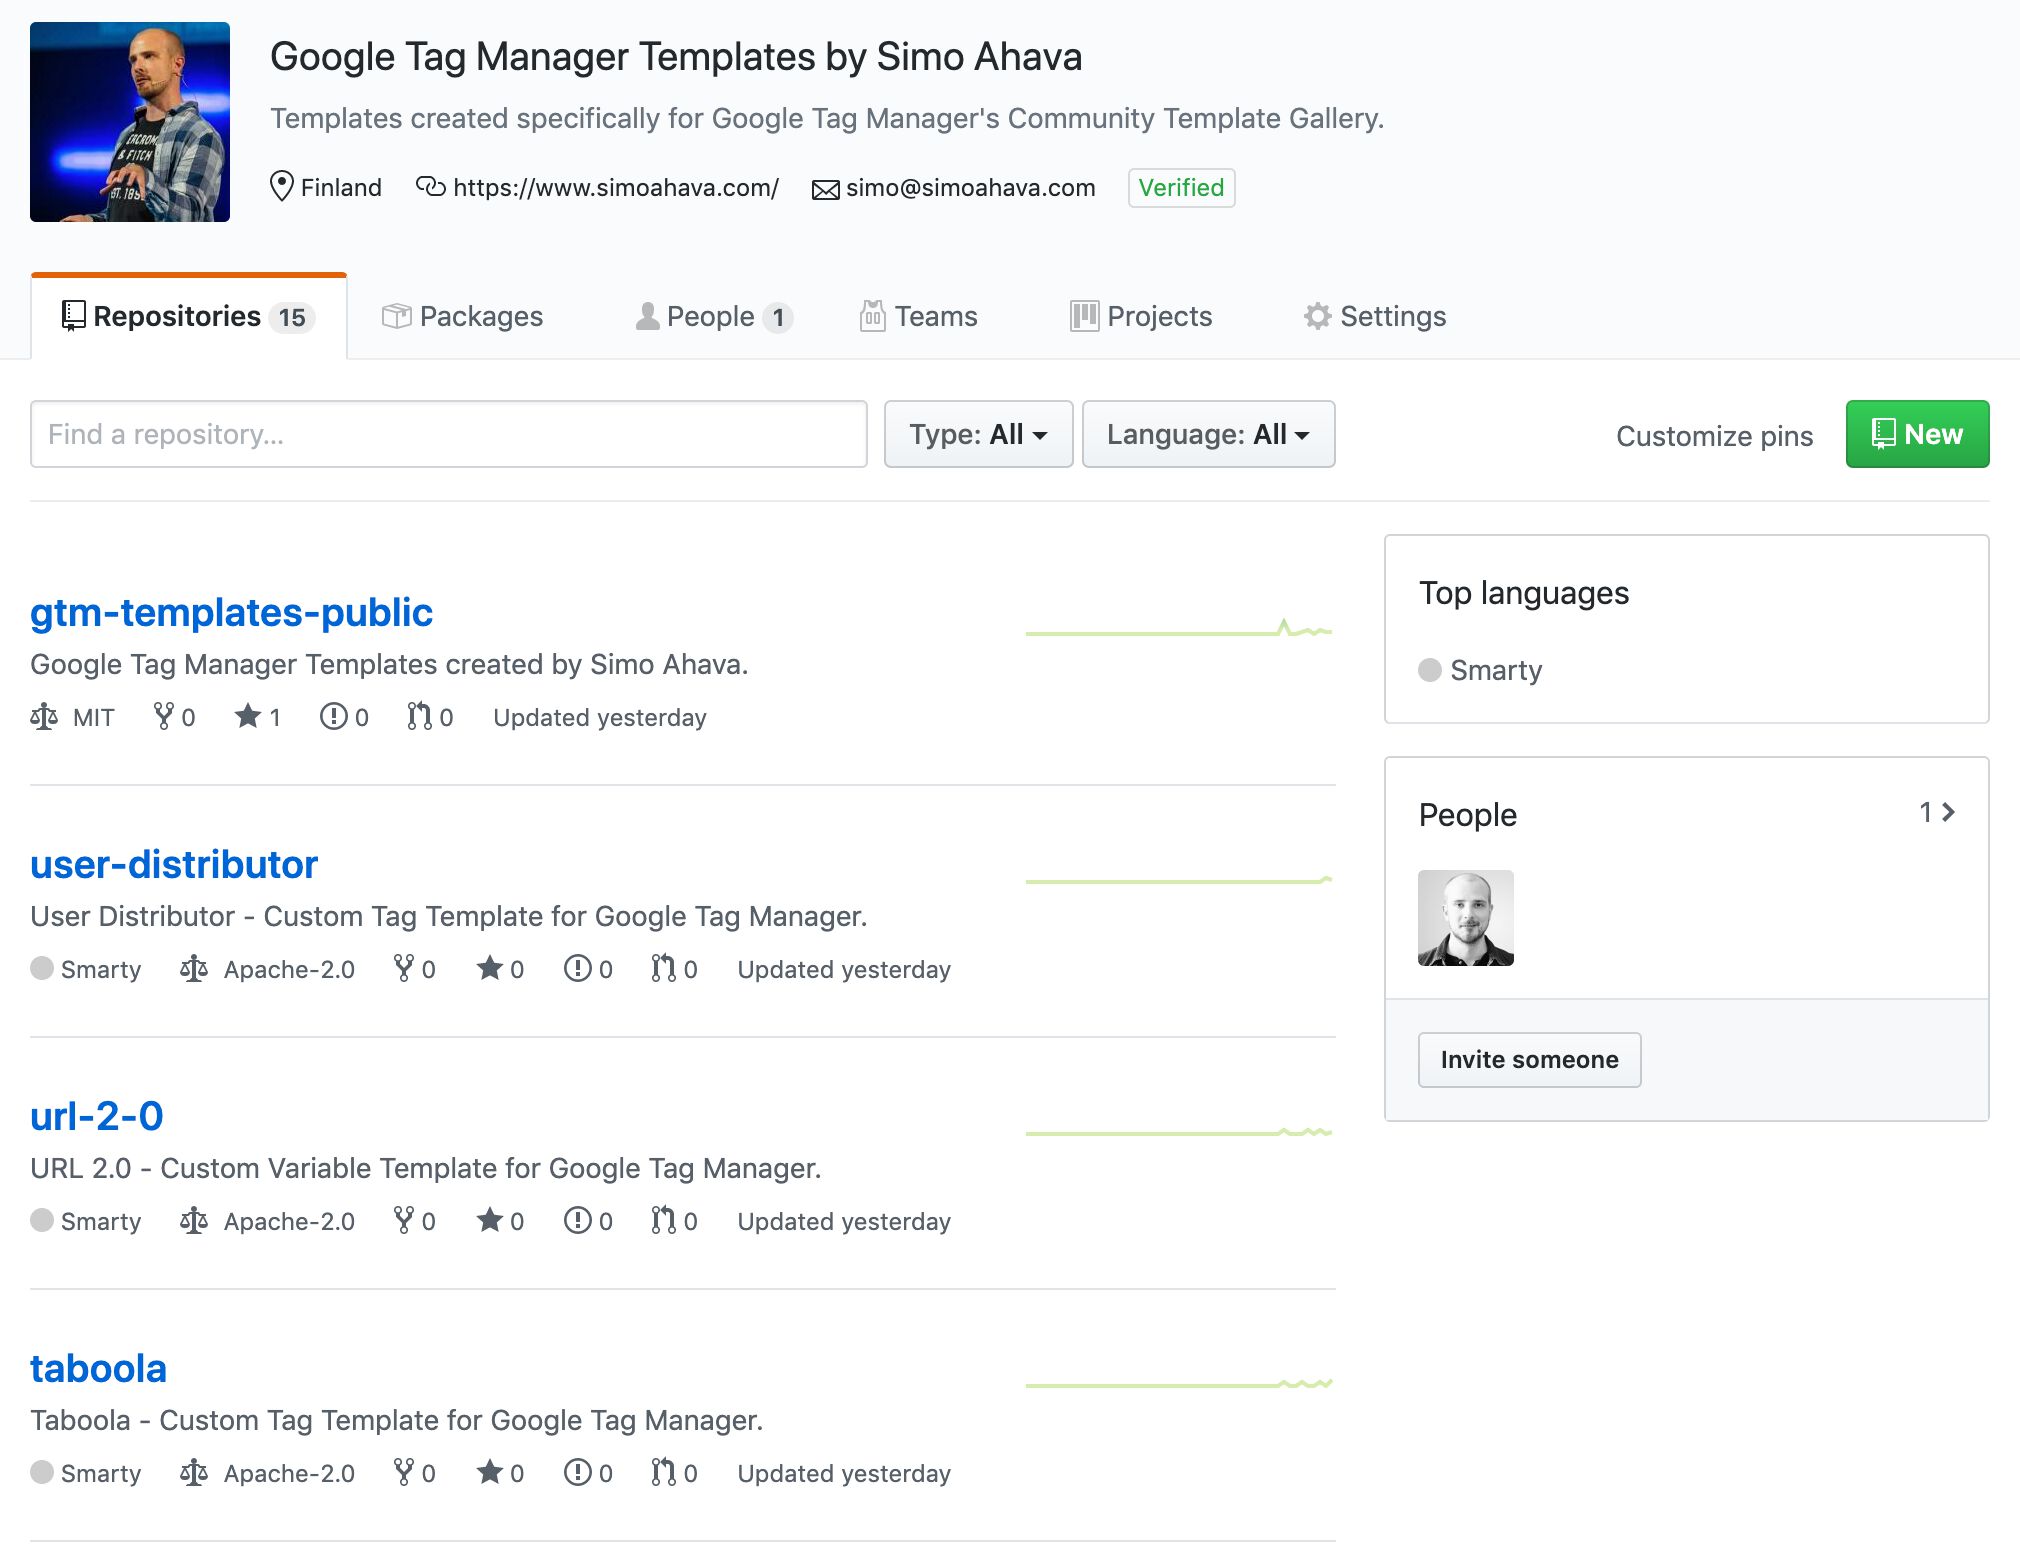 Google Tag Manager Templates by Simo Ahava
Templates created specifically for Google Tag Manager's Community Template Gallery.
Finland https://www.simoahava.com/ simo@simoahava.com Verified
Repositories 15 Packages People 1 Teams Projects Settings
Find a repository... Type: All Language: All Customize pins New
gtm-templates-public
Google Tag Manager Templates created by Simo Ahava.
MIT 0 1 0 0 Updated yesterday
user-distributor
User Distributor - Custom Tag Template for Google Tag Manager.
Smarty Apache-2.0 0 0 0 0 Updated yesterday
url-2-0
URL 2.0 - Custom Variable Template for Google Tag Manager.
Smarty Apache-2.0 0 0 0 0 Updated yesterday
taboola
Taboola - Custom Tag Template for Google Tag Manager.
Smarty Apache-2.0 0 0 0 0 Updated yesterday
Top languages
Smarty
People 1
Invite someone
& FITCH